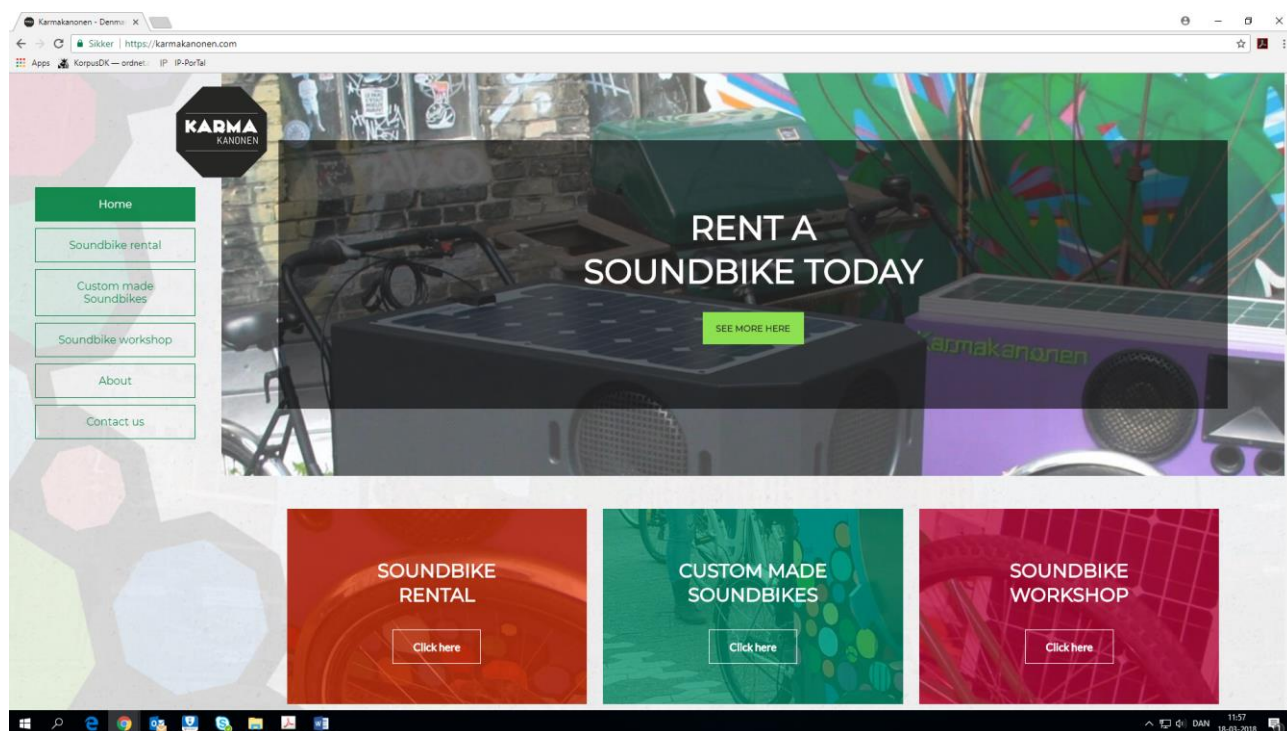 Karmakanonen - Denma
Sikker | https://karmakanonen.com
Apps KorpusDK — ordnet. IP IP-PorTal
KARMA
KANONEN
Home
Soundbike rental
Custom made
Soundbikes
Soundbike workshop
About
Contact us
RENT A
SOUNDBIKE TODAY
SEE MORE HERE
Karmakanonen
SOUNDBIKE
RENTAL
Click here
CUSTOM MADE
SOUNDBIKES
Click here
SOUNDBIKE
WORKSHOP
Click here
DAN
11:57
18-03-2018